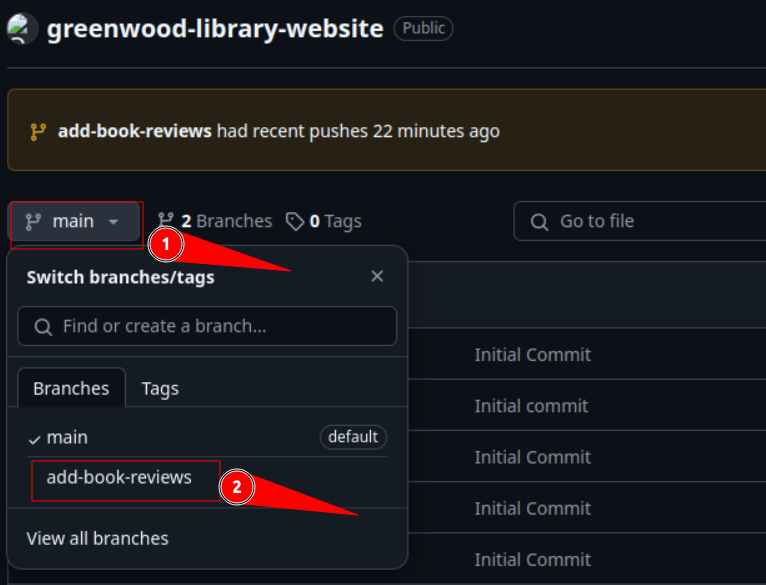 greenwood-library-website Public
add-book-reviews had recent pushes 22 minutes ago
main 2 Branches 0 Tags Go to file
1
Switch branches/tags
Find or create a branch...
Initial Commit
Branches Tags
Initial commit
main default
Initial Commit
add-book-reviews 2
Initial Commit
View all branches
Initial Commit